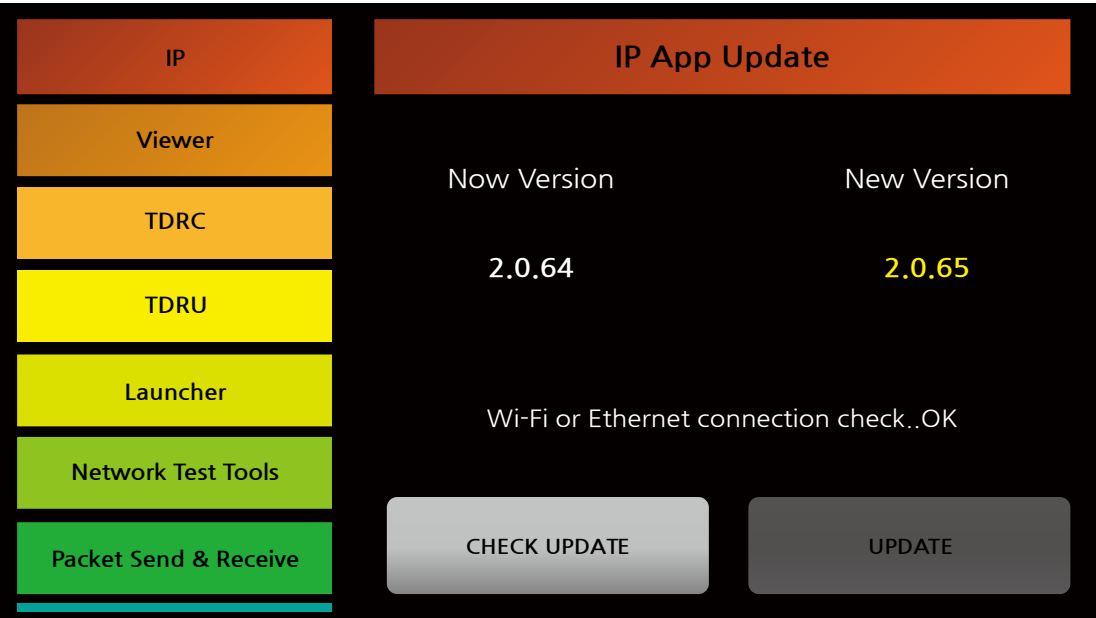 IP
Viewer
TDRC
TDRU
Launcher
Network Test Tools
Packet Send & Receive
IP App Update
Now Version
New Version
2.0.64
2.0.65
Wi-Fi or Ethernet connection check..OK
CHECK UPDATE
UPDATE